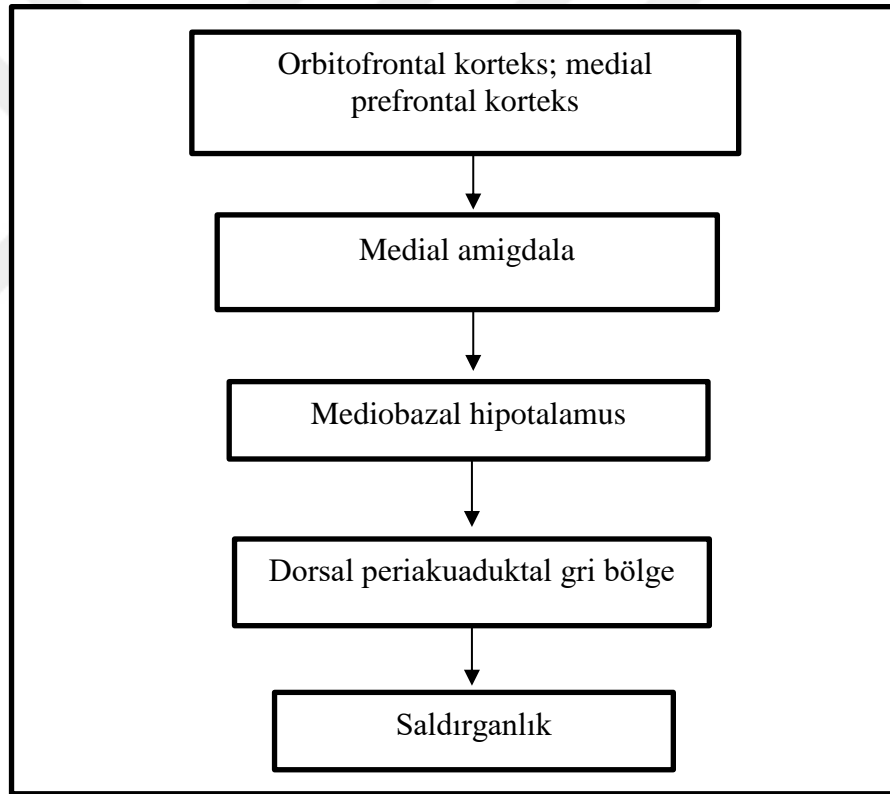 Orbitofrontal korteks; medial
prefrontal korteks
Medial amigdala
Mediobazal hipotalamus
Dorsal periakuaduktal gri bölge
Saldırganlık